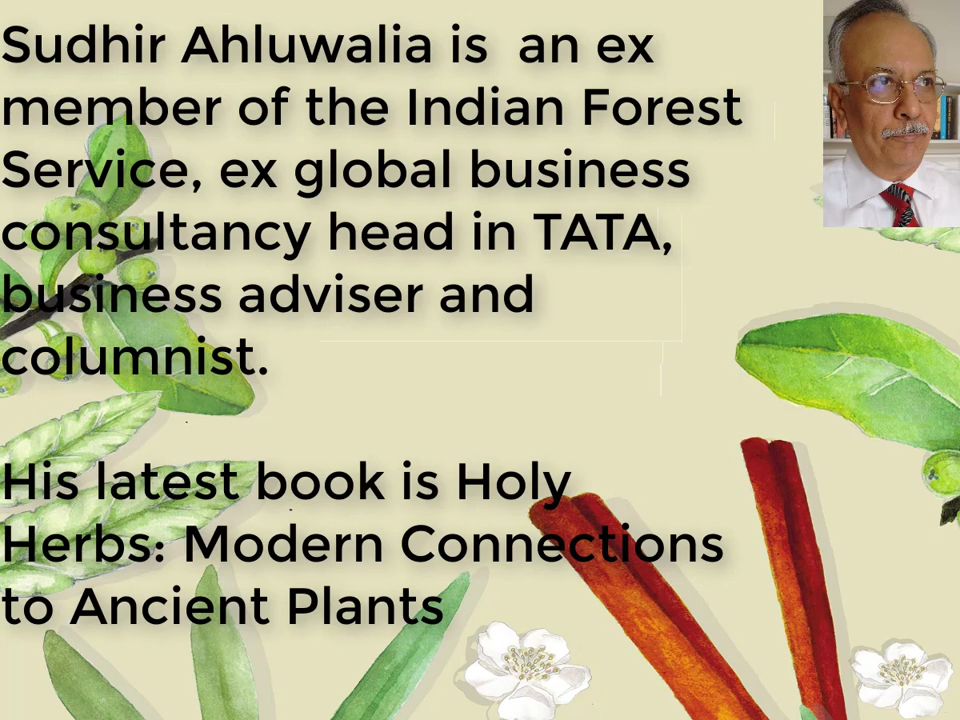 Sudhir Ahluwalia is  an ex
member of the Indian Forest
Service, ex global business
consultancy head in TATA,
business adviser and
columnist.
His latest book is Holy
Herbs: Modern Connections
to Ancient Plants